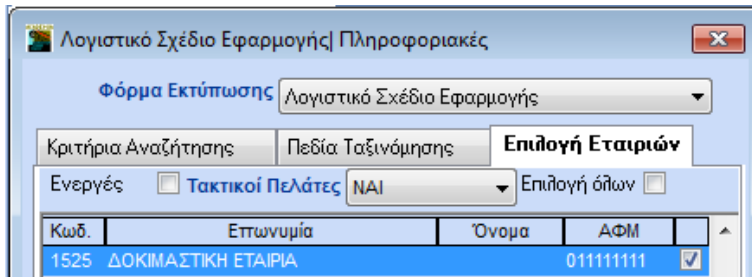 Λογιστικό Σχέδιο Εφαρμογής| Πληροφοριακές
Φόρμα Εκτύπωσης Λογιστικό Σχέδιο Εφαρμογής
Κριτήρια Αναζήτησης Πεδία Ταξινόμησης Επιλογή Εταιριών
Ενεργές Τακτικοί Πελάτες ΝΑΙ Επιλογή όλων
Κωδ. Επωνυμία Όνομα ΑΦΜ
1525 ΔΟΚΙΜΑΣΤΙΚΗ ΕΤΑΙΡΙΑ 011111111